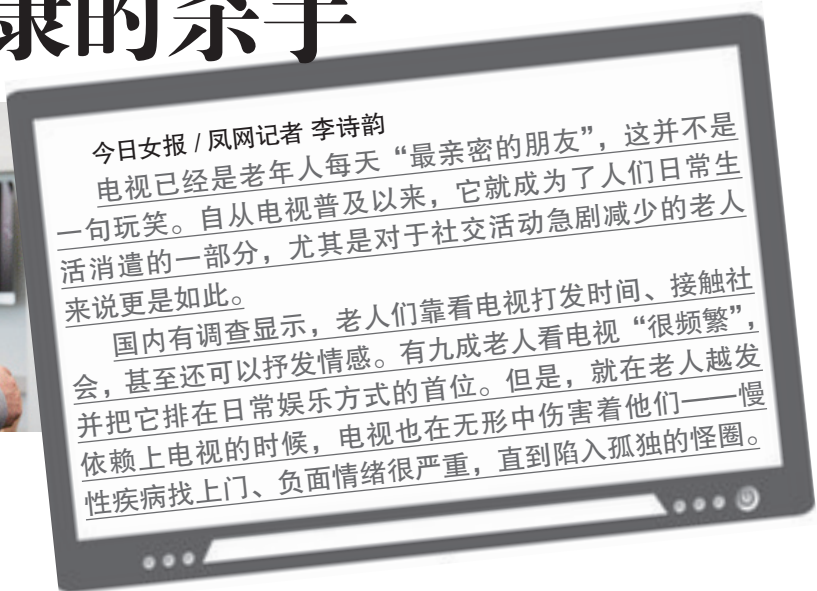 康的杀手
今日女报 / 凤网记者 李诗韵
电视已经是老年人每天“最亲密的朋友”，这并不是
一句玩笑。自从电视普及以来，它就成为了人们日常生
活消遣的一部分，尤其是对于社交活动急剧减少的老人
来说更是如此。
国内有调查显示，老人们靠看电视打发时间、接触社
会，甚至还可以抒发情感。有九成老人看电视“很频繁”，
并把它排在日常娱乐方式的首位。但是，就在老人越发
依赖上电视的时候，电视也在无形中伤害着他们——慢
性疾病找上门、负面情绪很严重，直到陷入孤独的怪圈。